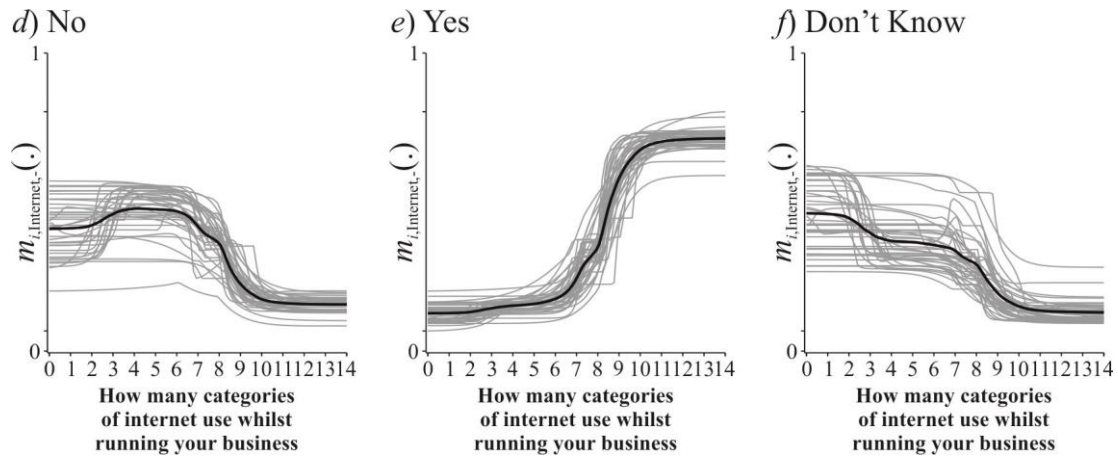 d) No
1
m_{i,Internet,-}(.)
0
0 1 2 3 4 5 6 7 8 9 10 11 12 13 14
How many categories
of internet use whilst
running your business
e) Yes
1
m_{i,Internet,-}(.)
0
0 1 2 3 4 5 6 7 8 9 10 11 12 13 14
How many categories
of internet use whilst
running your business
f) Don't Know
1
m_{i,Internet,-}(.)
0
0 1 2 3 4 5 6 7 8 9 10 11 12 13 14
How many categories
of internet use whilst
running your business